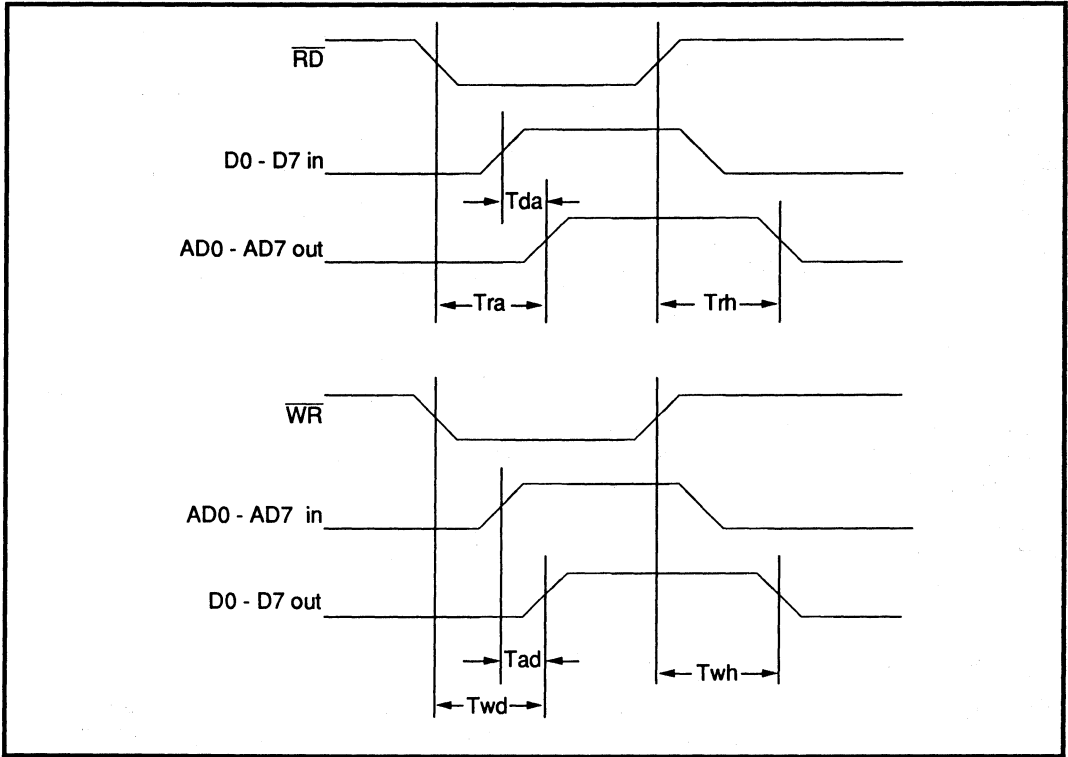 RD
D0 - D7 in
Tda
AD0 - AD7 out
Tra
Trh
WR
AD0 - AD7 in
D0 - D7 out
Tad
Twh
Twd